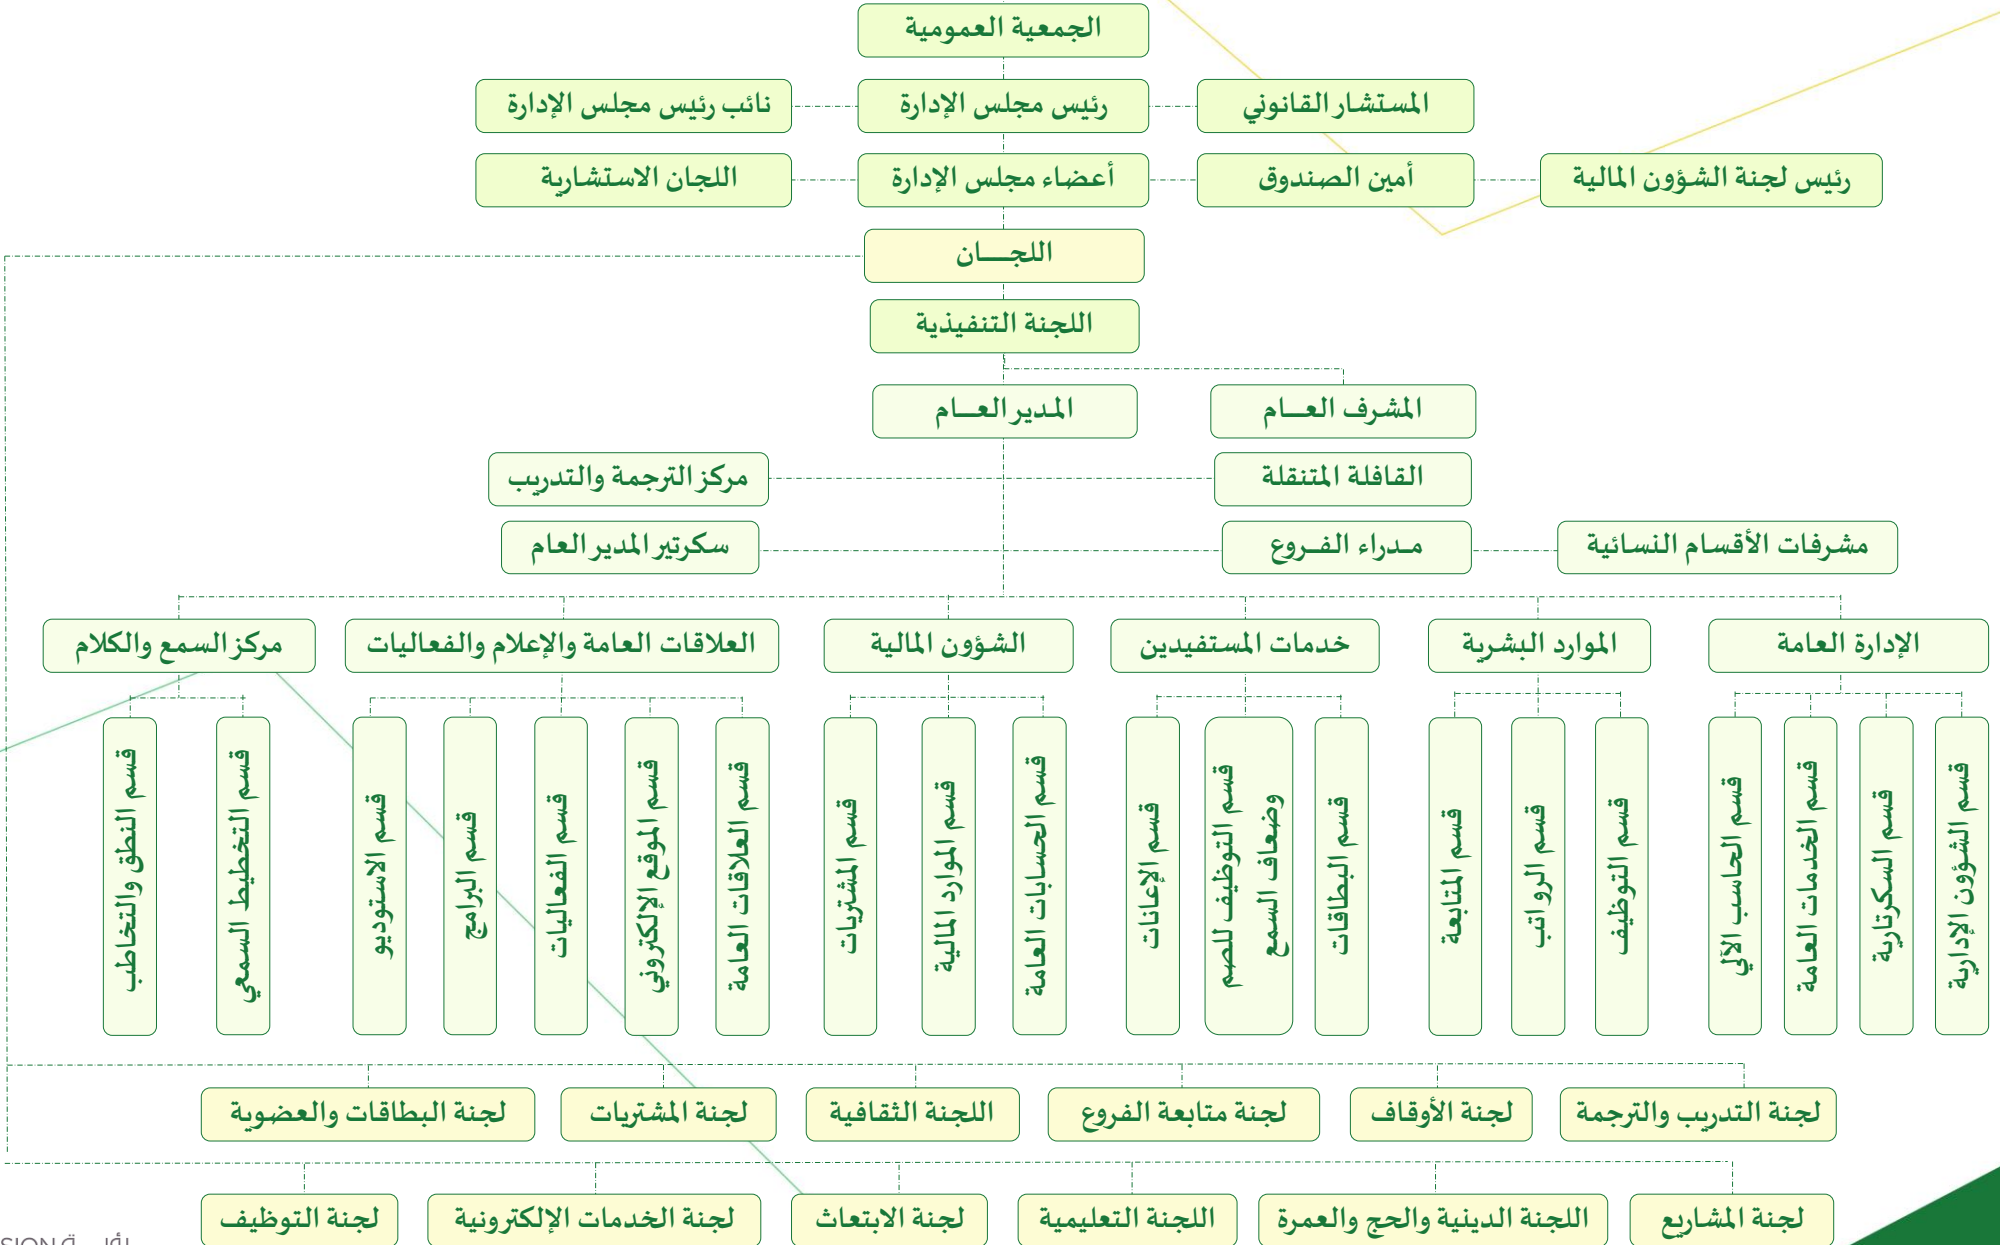 الجمعية العمومية
المستشار القانوني
رئيس مجلس الإدارة
نائب رئيس مجلس الإدارة
رئيس لجنة الشؤون المالية
أمين الصندوق
أعضاء مجلس الإدارة
اللجان الاستشارية
اللجـــان
اللجنة التنفيذية
المشرف العـــام
المدير العـــام
القافلة المتنقلة
مركز الترجمة والتدريب
مشرفات الأقسام النسائية
مـدراء الفـروع
سكرتير المدير العام
الإدارة العامة
الموارد البشرية
خدمات المستفيدين
الشؤون المالية
العلاقات العامة والإعلام والفعاليات
مركز السمع والكلام
قسم الشؤون الإدارية
قسم السكرتارية
قسم الخدمات العامة
قسم الحاسب الآلي
قسم التوظيف
قسم الرواتب
قسم المتابعة
قسم البطاقات
قسم التوظيف للصم
وضعاف السمع
قسم الإعانات
قسم الحسابات العامة
قسم الموارد المالية
قسم المشتريات
قسم العلاقات العامة
قسم الموقع الإلكتروني
قسم الفعاليات
قسم البرامج
قسم الاستوديو
قسم التخطيط السمعي
قسم النطق والتخاطب
لجنة التدريب والترجمة
لجنة الأوقاف
لجنة متابعة الفروع
اللجنة الثقافية
لجنة المشتريات
لجنة البطاقات والعضوية
لجنة المشاريع
اللجنة الدينية والحج والعمرة
اللجنة التعليمية
لجنة الابتعاث
لجنة الخدمات الإلكترونية
لجنة التوظيف